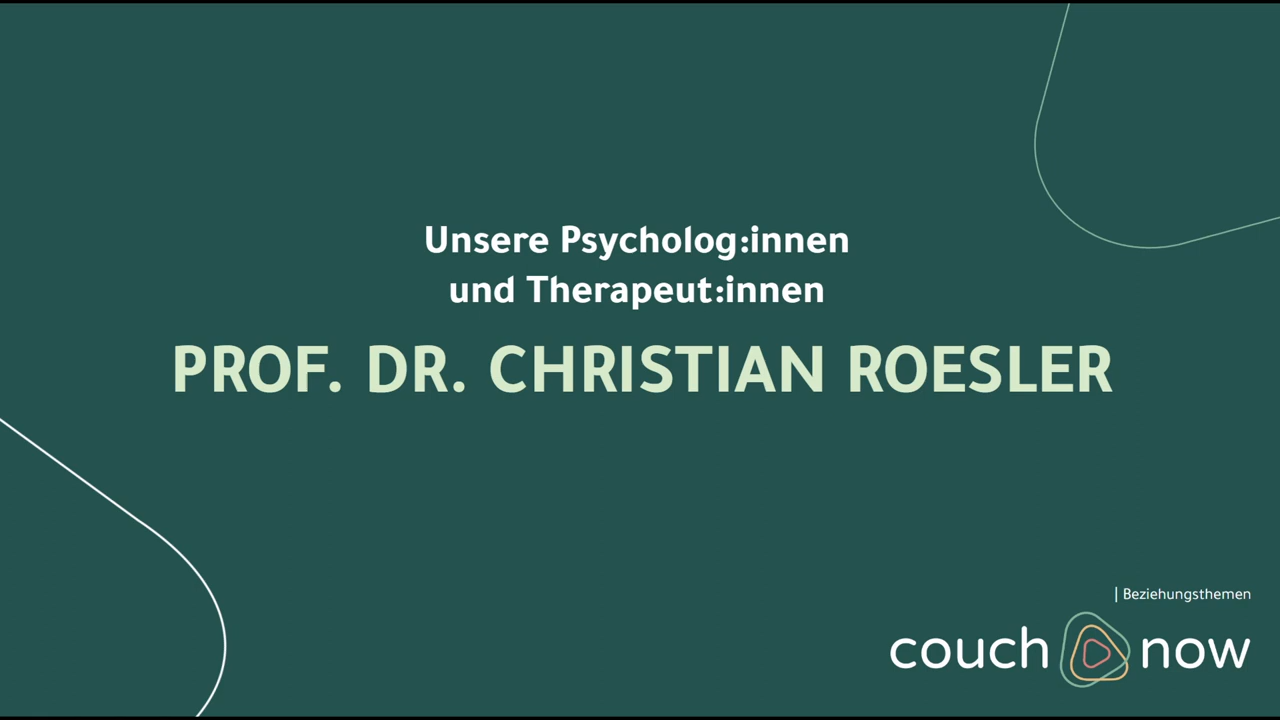 Unsere Psycholog:innen
und Therapeut:innen
PROF. DR. CHRISTIAN ROESLER
| Beziehungsthemen
couch now